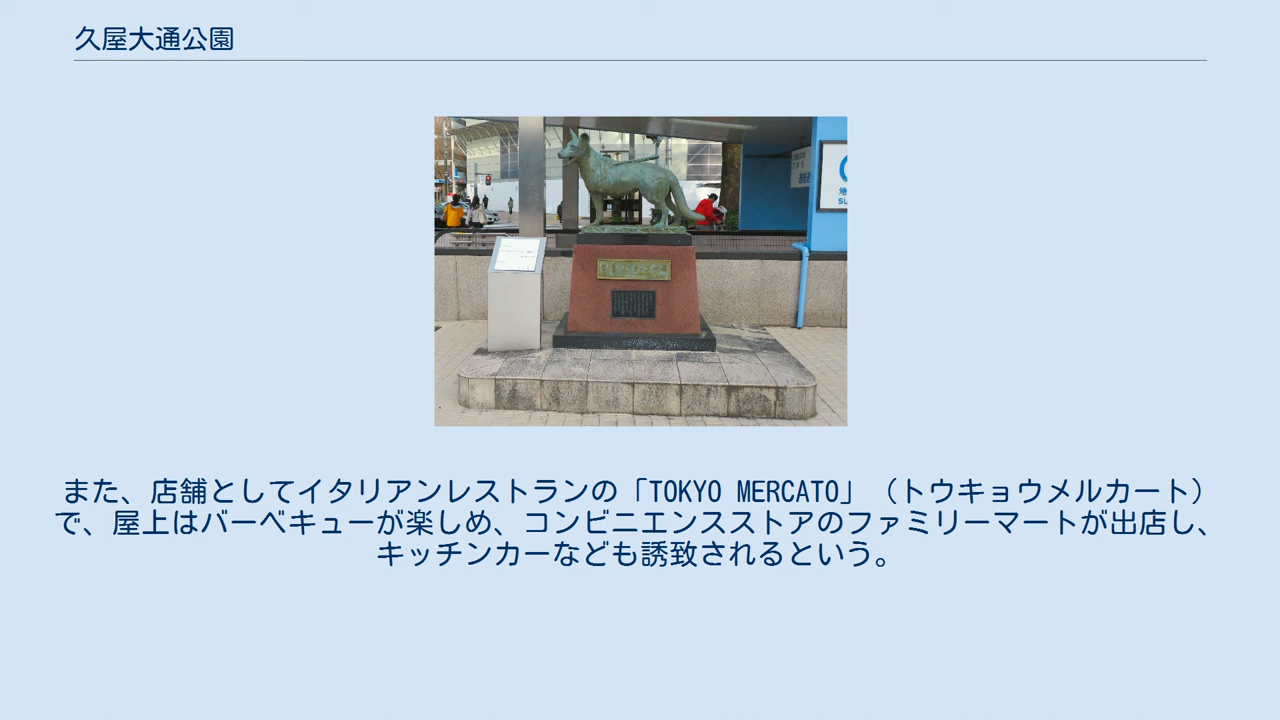 久屋大通公園
また、店舗としてイタリアンレストランの「TOKYO MERCATO」（トウキョウメルカート）
で、屋上はバーベキューが楽しめ、コンビニエンスストアのファミリーマートが出店し、
キッチンカーなども誘致されるという。